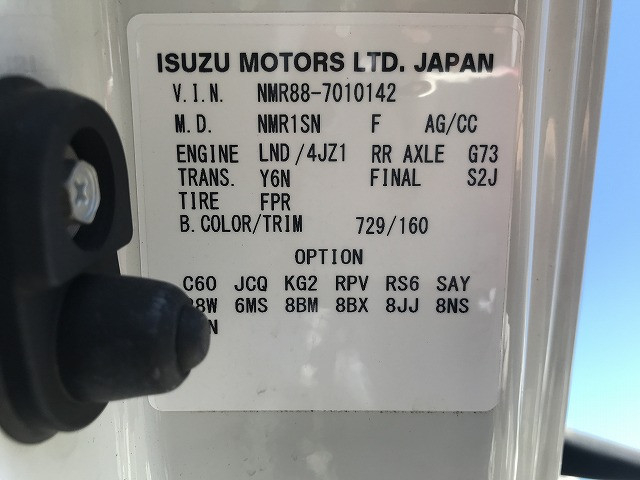 ISUZU MOTORS LTD. JAPAN
V.I.N. NMR88-7010142
M.D. NMR1SN F AG/CC
ENGINE LND/4JZ1 RR AXLE G73
TRANS. Y6N FINAL S2J
TIRE FPR
B.COLOR/TRIM 729/160
OPTION
C60 JCQ KG2 RPV RS6 SAY
6MS 8BM 8BX 8JJ 8NS